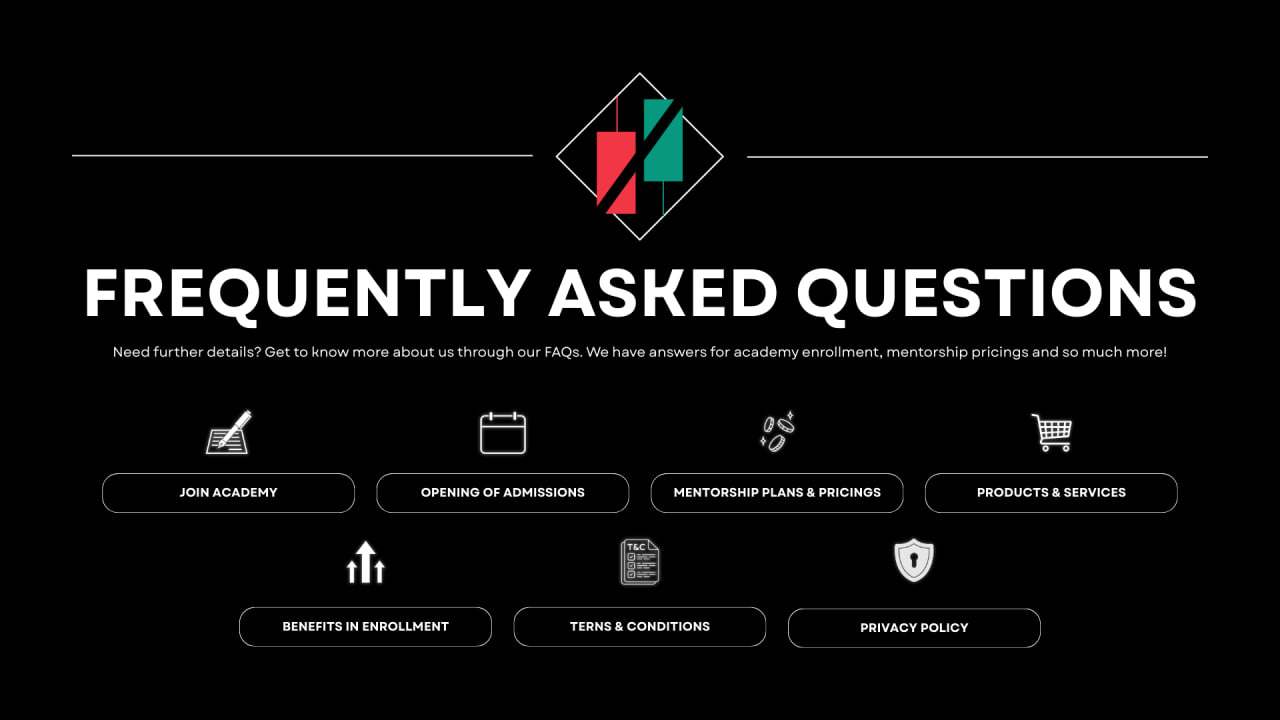 FREQUENTLY ASKED QUESTIONS
Need further details? Get to know more about us through our FAQs. We have answers for academy enrollment, mentorship pricings and so much more!
JOIN ACADEMY
OPENING OF ADMISSIONS
MENTORSHIP PLANS & PRICINGS
PRODUCTS & SERVICES
T&C
BENEFITS IN ENROLLMENT
TERNS & CONDITIONS
PRIVACY POLICY